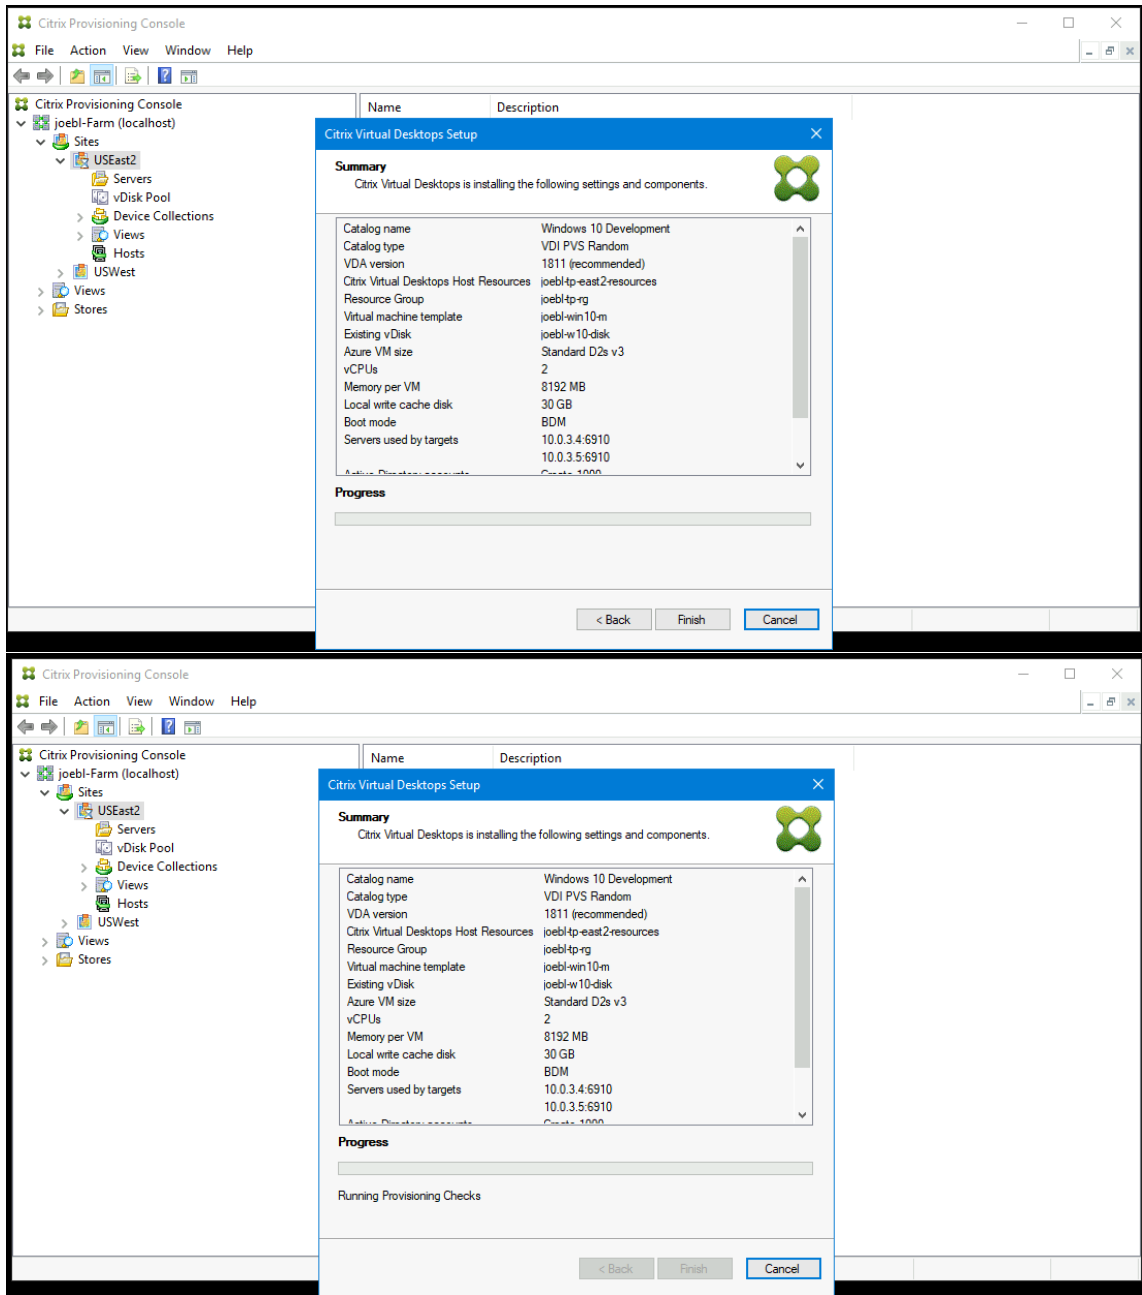 Citrix Provisioning Console
File Action View Window Help
Citrix Provisioning Console
joebl-Farm (localhost)
Sites
USEast2
Servers
vDisk Pool
Device Collections
Views
Hosts
USWest
Views
Stores
Name Description
Citrix Virtual Desktops Setup
Summary
Citrix Virtual Desktops is installing the following settings and components.
Catalog name Windows 10 Development
Catalog type VDI PVS Random
VDA version 1811 (recommended)
Citrix Virtual Desktops Host Resources joebl-tp-east2-resources
Resource Group joebl-tp-rg
Virtual machine template joebl-win10-m
Existing vDisk joebl-w10-disk
Azure VM size Standard D2s v3
vCPUs 2
Memory per VM 8192 MB
Local write cache disk 30 GB
Boot mode BDM
Servers used by targets 10.0.3.4:6910
10.0.3.5:6910
Active Directory accounts Create 1000
Progress
< Back Finish Cancel
Citrix Provisioning Console
File Action View Window Help
Citrix Provisioning Console
joebl-Farm (localhost)
Sites
USEast2
Servers
vDisk Pool
Device Collections
Views
Hosts
USWest
Views
Stores
Name Description
Citrix Virtual Desktops Setup
Summary
Citrix Virtual Desktops is installing the following settings and components.
Catalog name Windows 10 Development
Catalog type VDI PVS Random
VDA version 1811 (recommended)
Citrix Virtual Desktops Host Resources joebl-tp-east2-resources
Resource Group joebl-tp-rg
Virtual machine template joebl-win10-m
Existing vDisk joebl-w10-disk
Azure VM size Standard D2s v3
vCPUs 2
Memory per VM 8192 MB
Local write cache disk 30 GB
Boot mode BDM
Servers used by targets 10.0.3.4:6910
10.0.3.5:6910
Active Directory accounts Create 1000
Progress
Running Provisioning Checks
< Back Finish Cancel